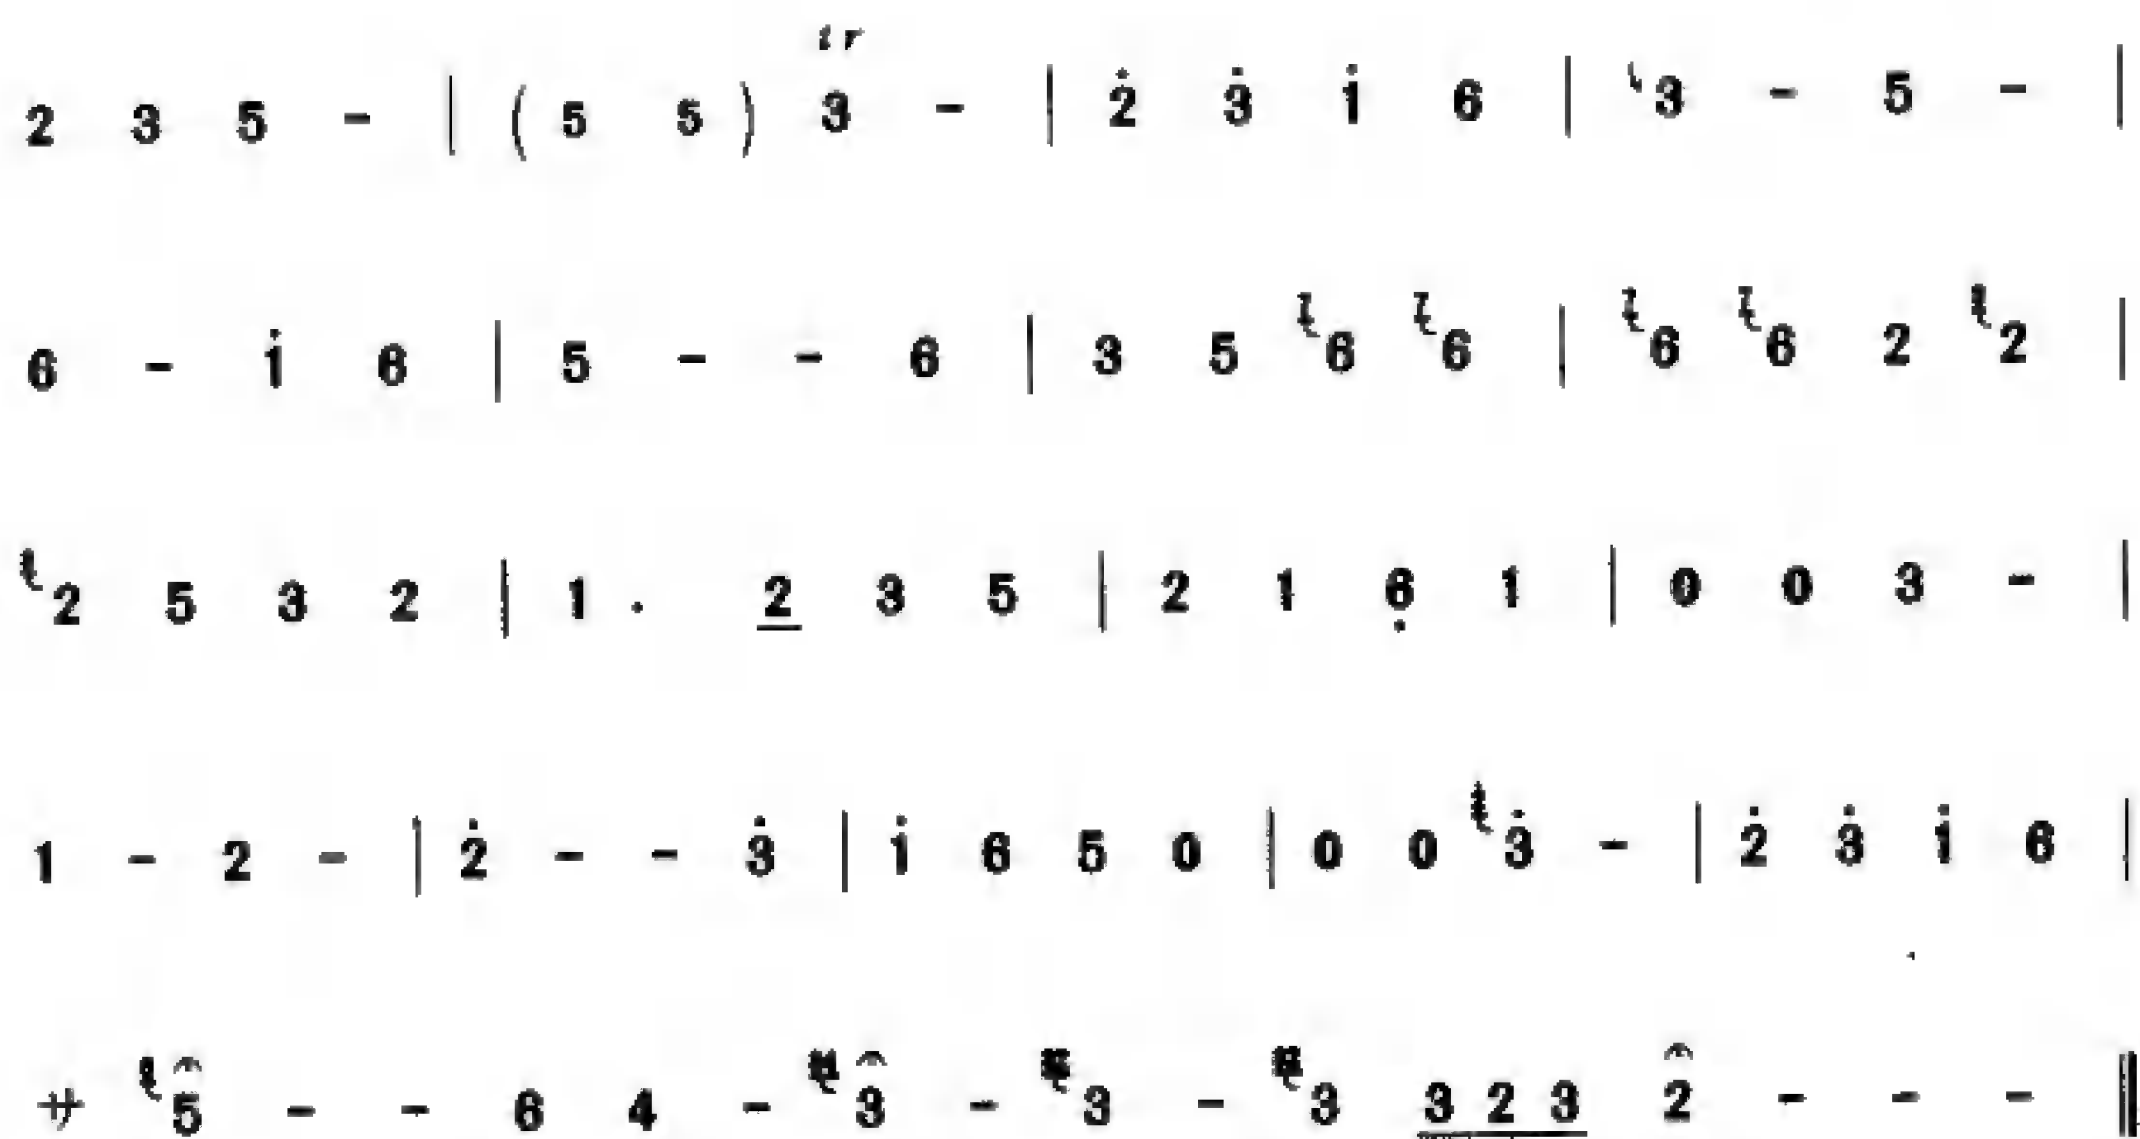 tr
2 3 5 - | ( 5 5 ) 3 - | 2̇ 3̇ 1̇ 6 | 3 - 5 - |
6 - 1̇ 6 | 5 - - 6 | 3 5 6 6 | 6 6 2 2 |
2 5 3 2 | 1 . 2̲ 3 5 | 2 1 6̣ 1 | 0 0 3 - |
1 - 2 - | 2̇ - - 3̇ | 1̇ 6 5 0 | 0 0 3̇ - | 2̇ 3̇ 1̇ 6 |
サ 5 - - 6 4 - 3 - 3 - 3 3̲ 2̲ 3̲ 2 - - - ‖